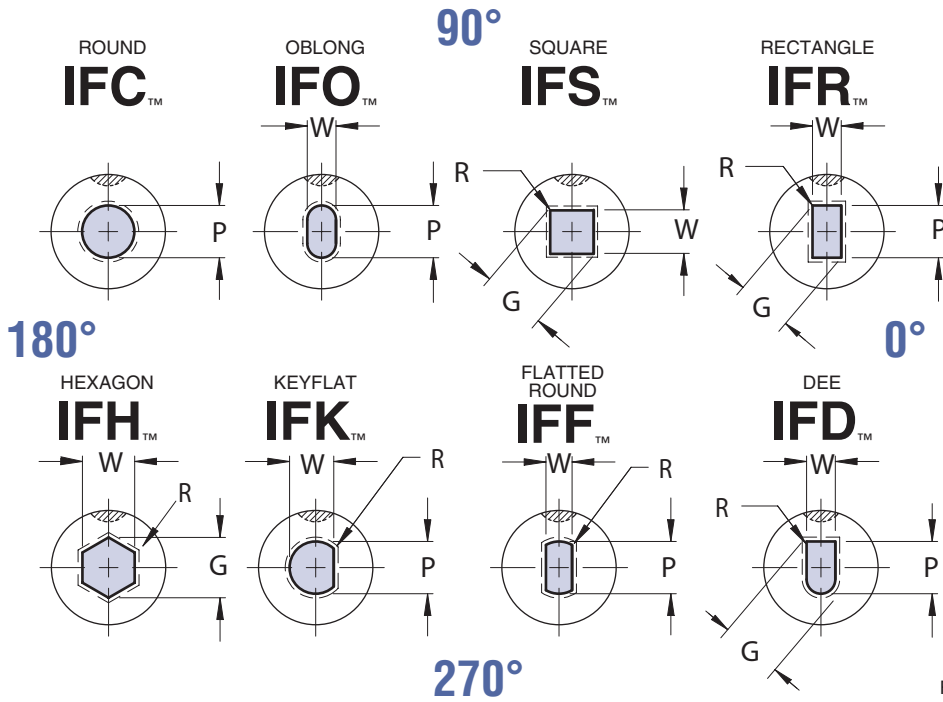 90°
ROUND
IFC™
OBLONG
IFO™
SQUARE
IFS™
RECTANGLE
IFR™
P
W
P
R
W
G
R
W
P
G
180°
0°
HEXAGON
IFH™
KEYFLAT
IFK™
FLATTED
ROUND
IFF™
DEE
IFD™
W
R
G
W
R
P
W
R
P
W
R
P
G
270°